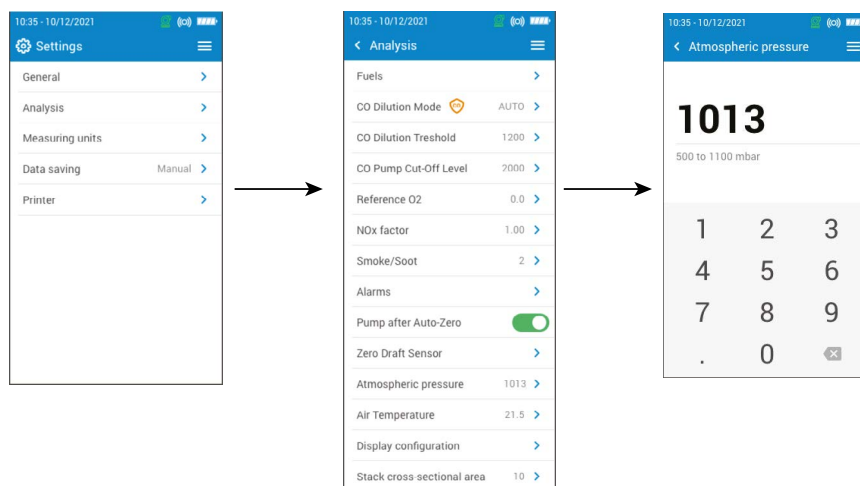 10:35 - 10/12/2021
Settings
General
Analysis
Measuring units
Data saving Manual
Printer
10:35 - 10/12/2021
Analysis
Fuels
CO Dilution Mode AUTO
CO Dilution Treshold 1200
CO Pump Cut-Off Level 2000
Reference O2 0.0
NOx factor 1.00
Smoke/Soot 2
Alarms
Pump after Auto-Zero
Zero Draft Sensor
Atmospheric pressure 1013
Air Temperature 21.5
Display configuration
Stack cross-sectional area 10
10:35 - 10/12/2021
Atmospheric pressure
1013
500 to 1100 mbar
1 2 3
4 5 6
7 8 9
. 0